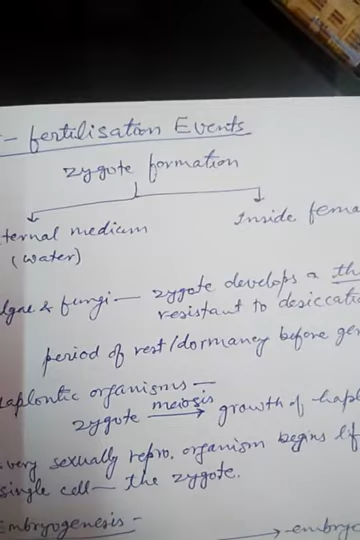 - fertilisation Events
zygote formation
ternal medium
Inside fema
(water)
lgae & fungi — zygote develops a th
resistant to desiccati
period of rest/dormancy before ger
aplontic organisms —
zygote meiosis → growth of hapl
very sexually repro. organism begins lif
single cell — the zygote.
Embryogenesis -
→ embryo